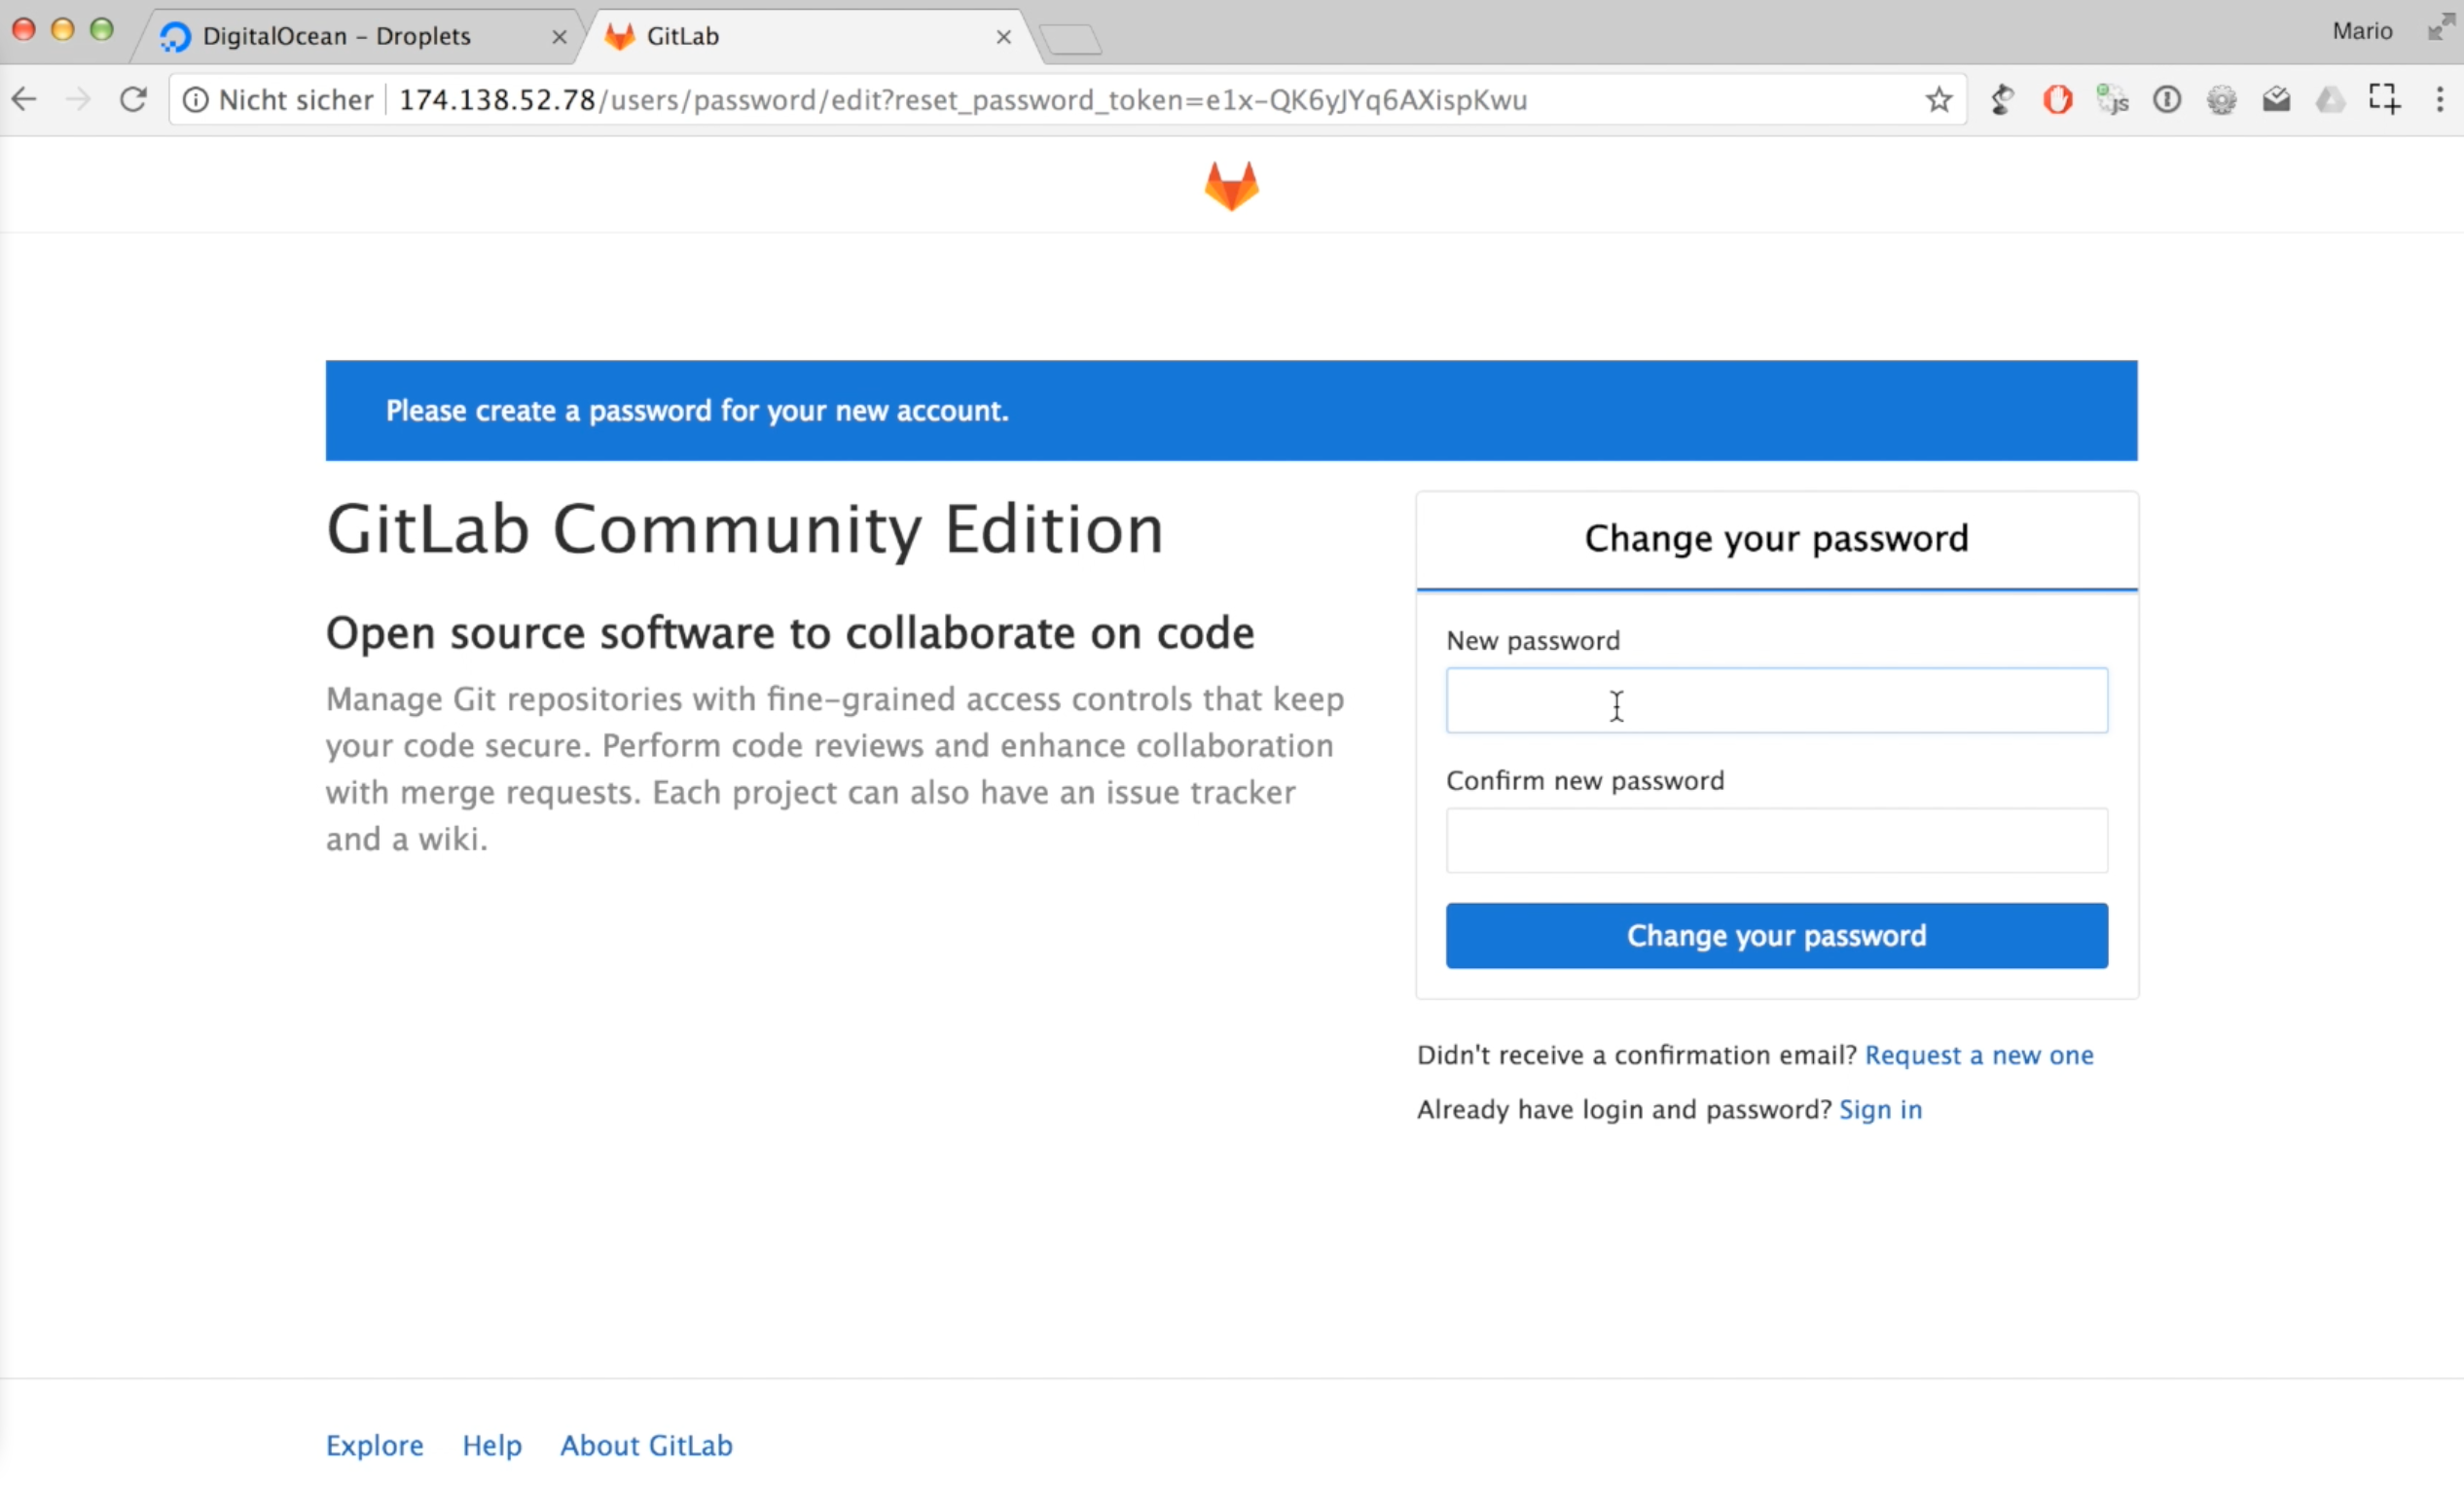 DigitalOcean – Droplets
GitLab
Mario
Nicht sicher 174.138.52.78/users/password/edit?reset_password_token=e1x-QK6yJYq6AXispKwu
Please create a password for your new account.
GitLab Community Edition
Open source software to collaborate on code
Manage Git repositories with fine-grained access controls that keep
your code secure. Perform code reviews and enhance collaboration
with merge requests. Each project can also have an issue tracker
and a wiki.
Change your password
New password
Confirm new password
Change your password
Didn't receive a confirmation email? Request a new one
Already have login and password? Sign in
Explore Help About GitLab